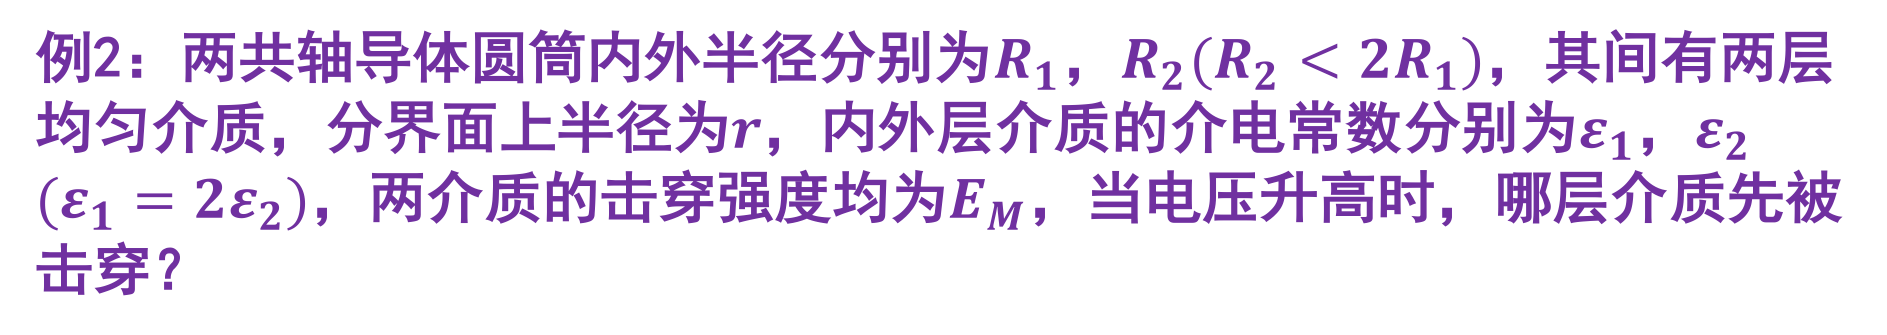 例2：两共轴导体圆筒内外半径分别为R₁，R₂(R₂ < 2R₁)，其间有两层
均匀介质，分界面上半径为r，内外层介质的介电常数分别为ε₁，ε₂
(ε₁ = 2ε₂)，两介质的击穿强度均为E_M，当电压升高时，哪层介质先被
击穿？